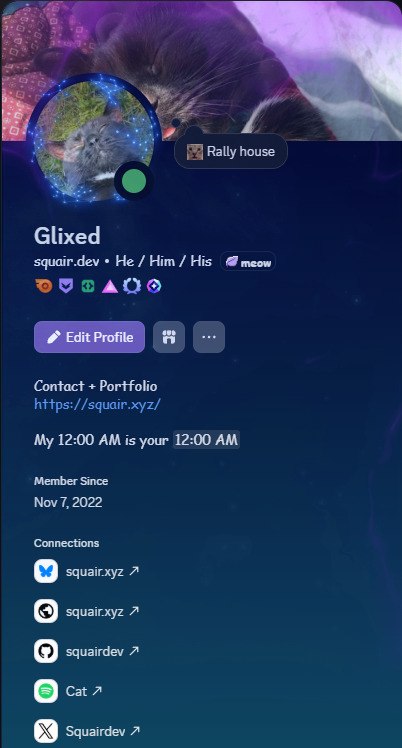 Rally house
Glixed
squair.dev • He / Him / His meow
Edit Profile
Contact + Portfolio
https://squair.xyz/
My 12:00 AM is your 12:00 AM
Member Since
Nov 7, 2022
Connections
squair.xyz
squair.xyz
squairdev
Cat
Squairdev